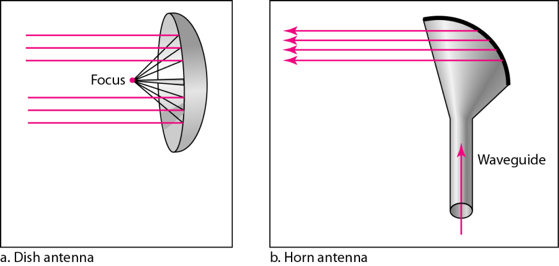 Focus
Waveguide
a. Dish antenna
b. Horn antenna